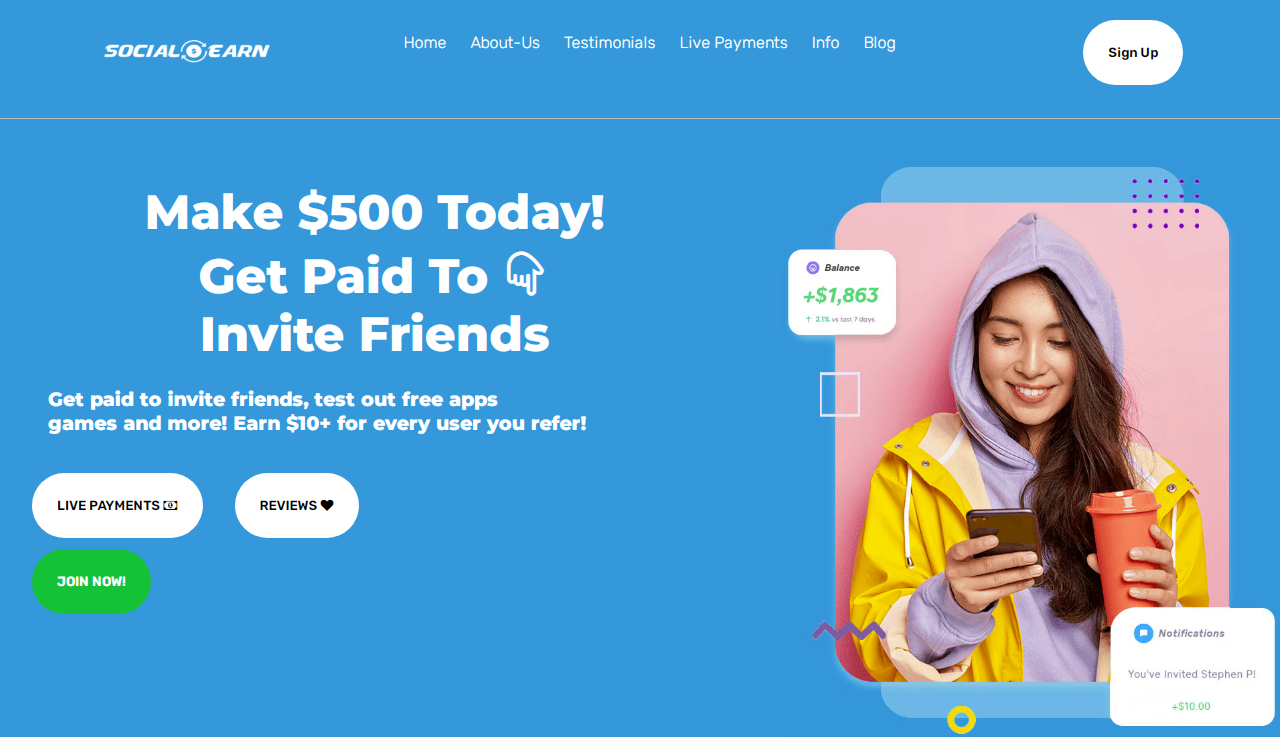 SOCIAL EARN
Home About-Us Testimonials Live Payments Info Blog
Sign Up
Make $500 Today!
Get Paid To
Invite Friends
Get paid to invite friends, test out free apps
games and more! Earn $10+ for every user you refer!
LIVE PAYMENTS
REVIEWS
JOIN NOW!
Balance
+$1,863
↑ 2.1% vs last 7 days
Notifications
You've Invited Stephen P!
+$10.00